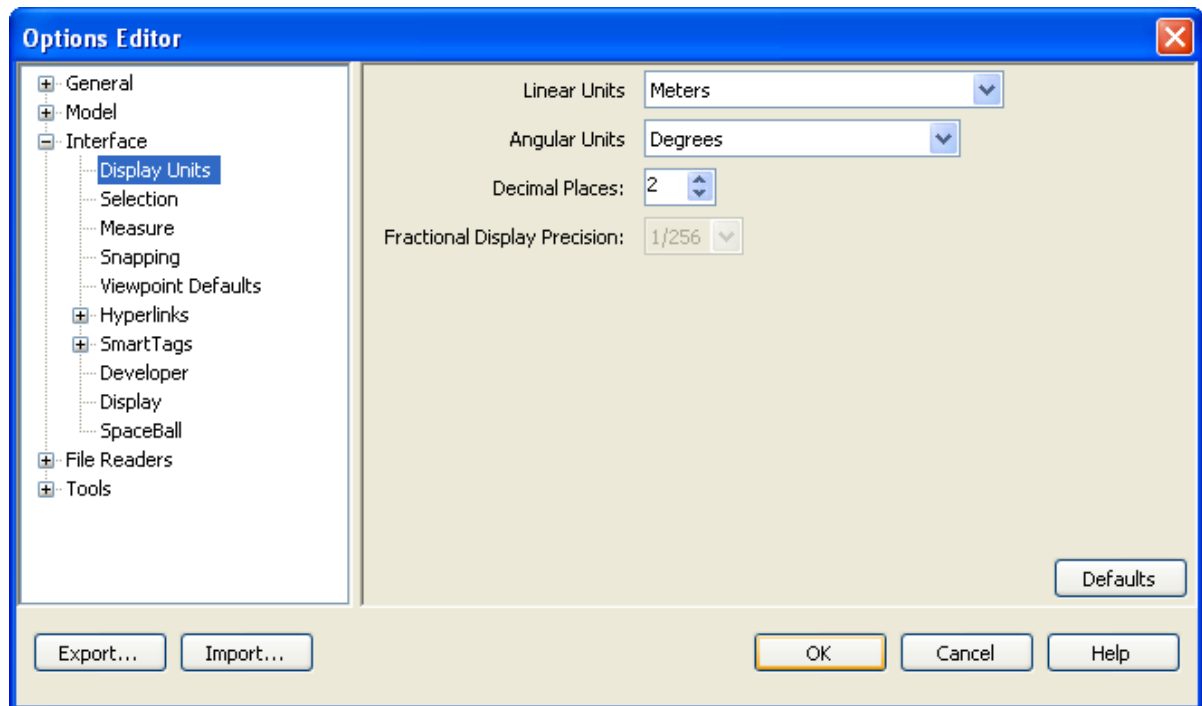 Options Editor
General
Model
Interface
Display Units
Selection
Measure
Snapping
Viewpoint Defaults
Hyperlinks
SmartTags
Developer
Display
SpaceBall
File Readers
Tools
Linear Units Meters
Angular Units Degrees
Decimal Places: 2
Fractional Display Precision: 1/256
Defaults
Export... Import... OK Cancel Help